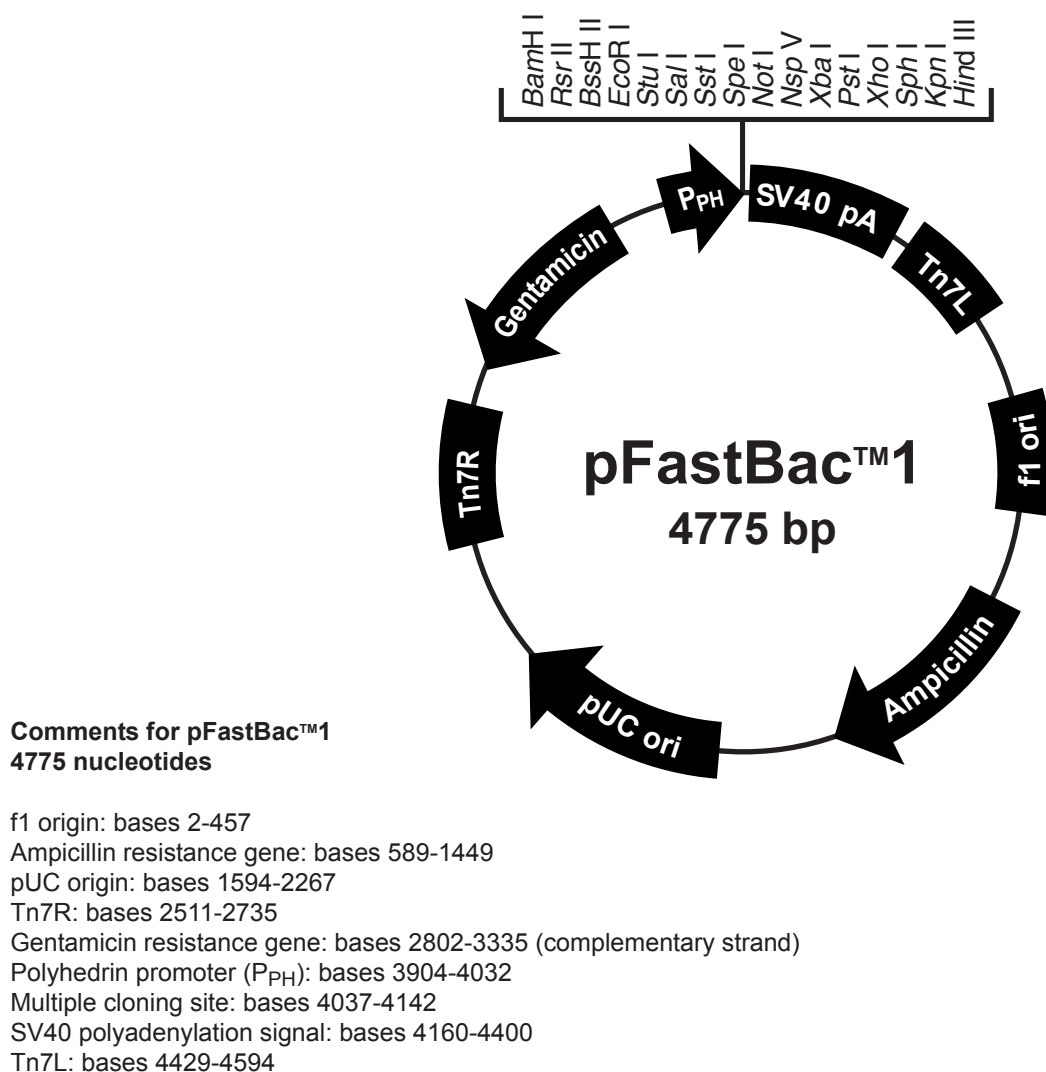 BamH I
Rsr II
BssH II
EcoR I
Stu I
Sal I
Sst I
Spe I
Not I
Nsp V
Xba I
Pst I
Xho I
Sph I
Kpn I
Hind III
PPH
SV40 pA
Tn7L
Gentamicin
f1 ori
Tn7R
pFastBac™1
4775 bp
Ampicillin
pUC ori
Comments for pFastBac™1
4775 nucleotides
f1 origin: bases 2-457
Ampicillin resistance gene: bases 589-1449
pUC origin: bases 1594-2267
Tn7R: bases 2511-2735
Gentamicin resistance gene: bases 2802-3335 (complementary strand)
Polyhedrin promoter (PPH): bases 3904-4032
Multiple cloning site: bases 4037-4142
SV40 polyadenylation signal: bases 4160-4400
Tn7L: bases 4429-4594